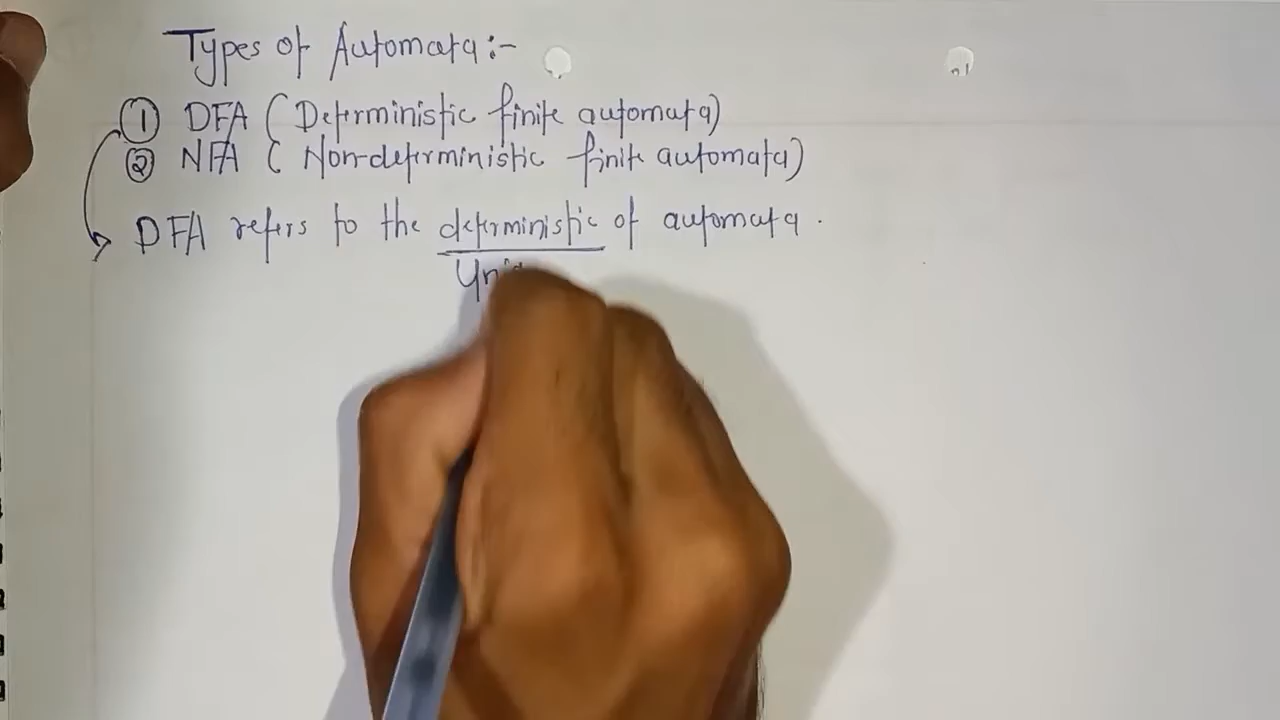 Types of Automata:-
① DFA (Deterministic finite automata)
② NFA ( Non-deterministic finite automata)
DFA refers to the deterministic of automata.